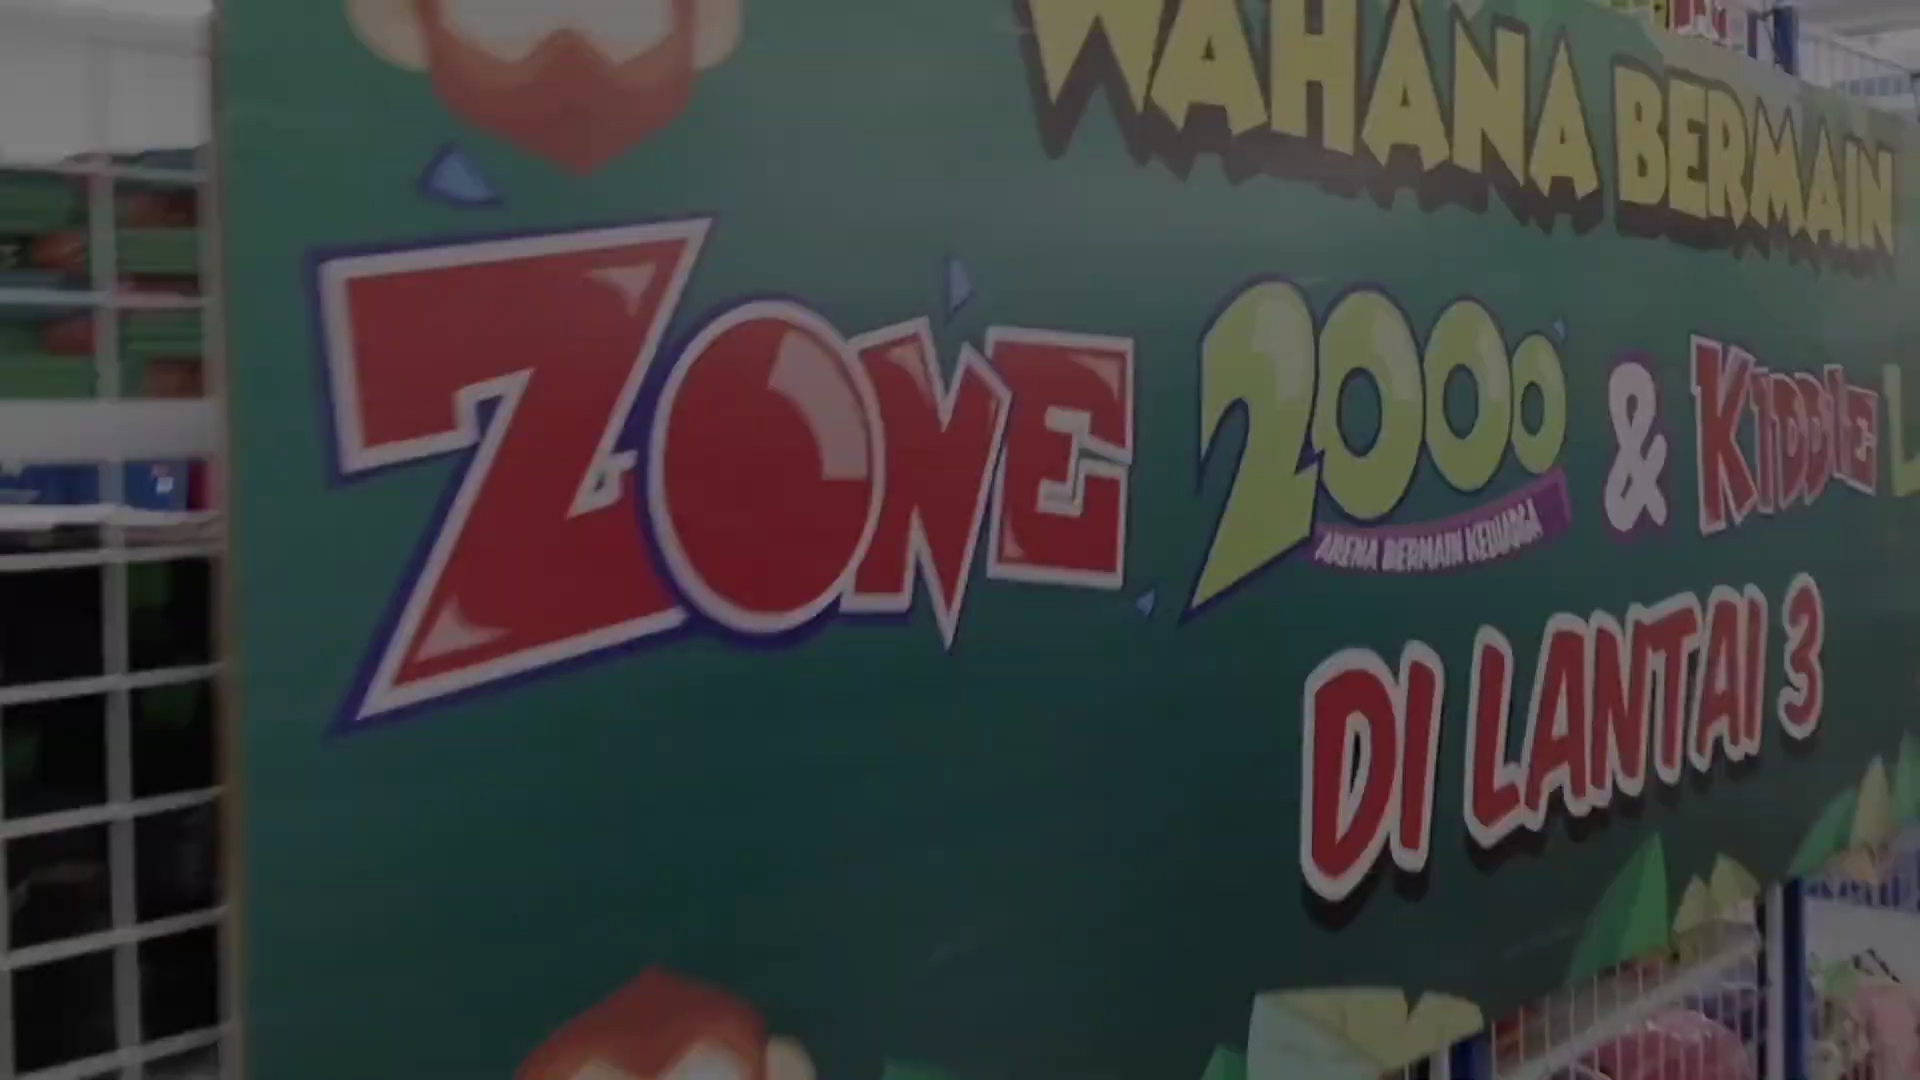 WAHANA BERMAIN
ZONE 2000 & KIDDIE L
ARENA BERMAIN KELUARGA
DI LANTAI 3